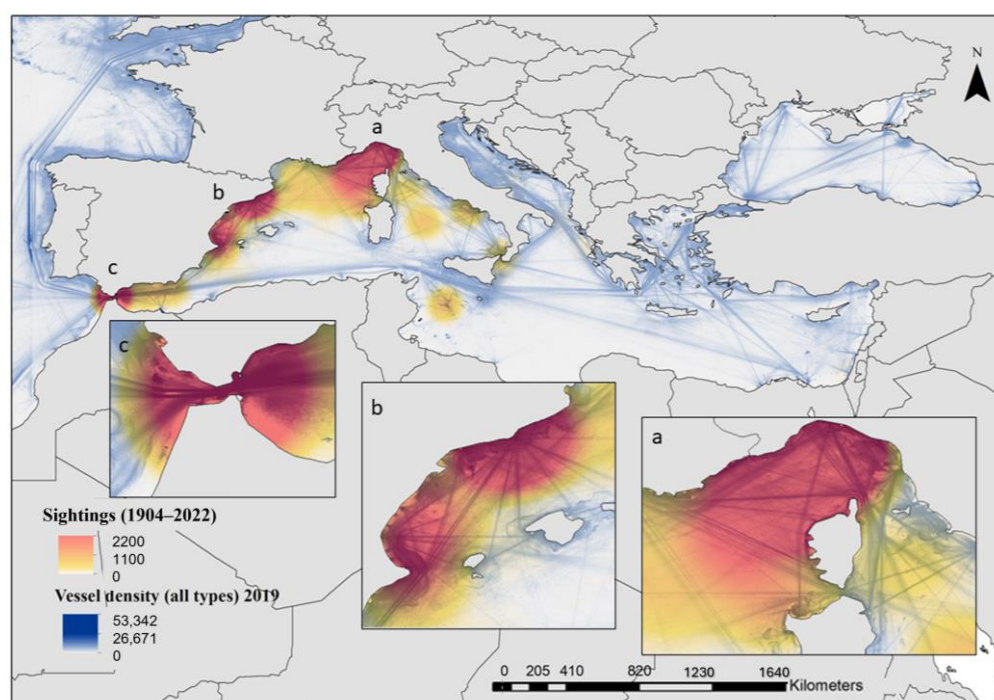 N
a
b
c
c
b
a
Sightings (1904–2022)
2200
1100
0
Vessel density (all types) 2019
53,342
26,671
0
0 205 410 820 1230 1640
Kilometers